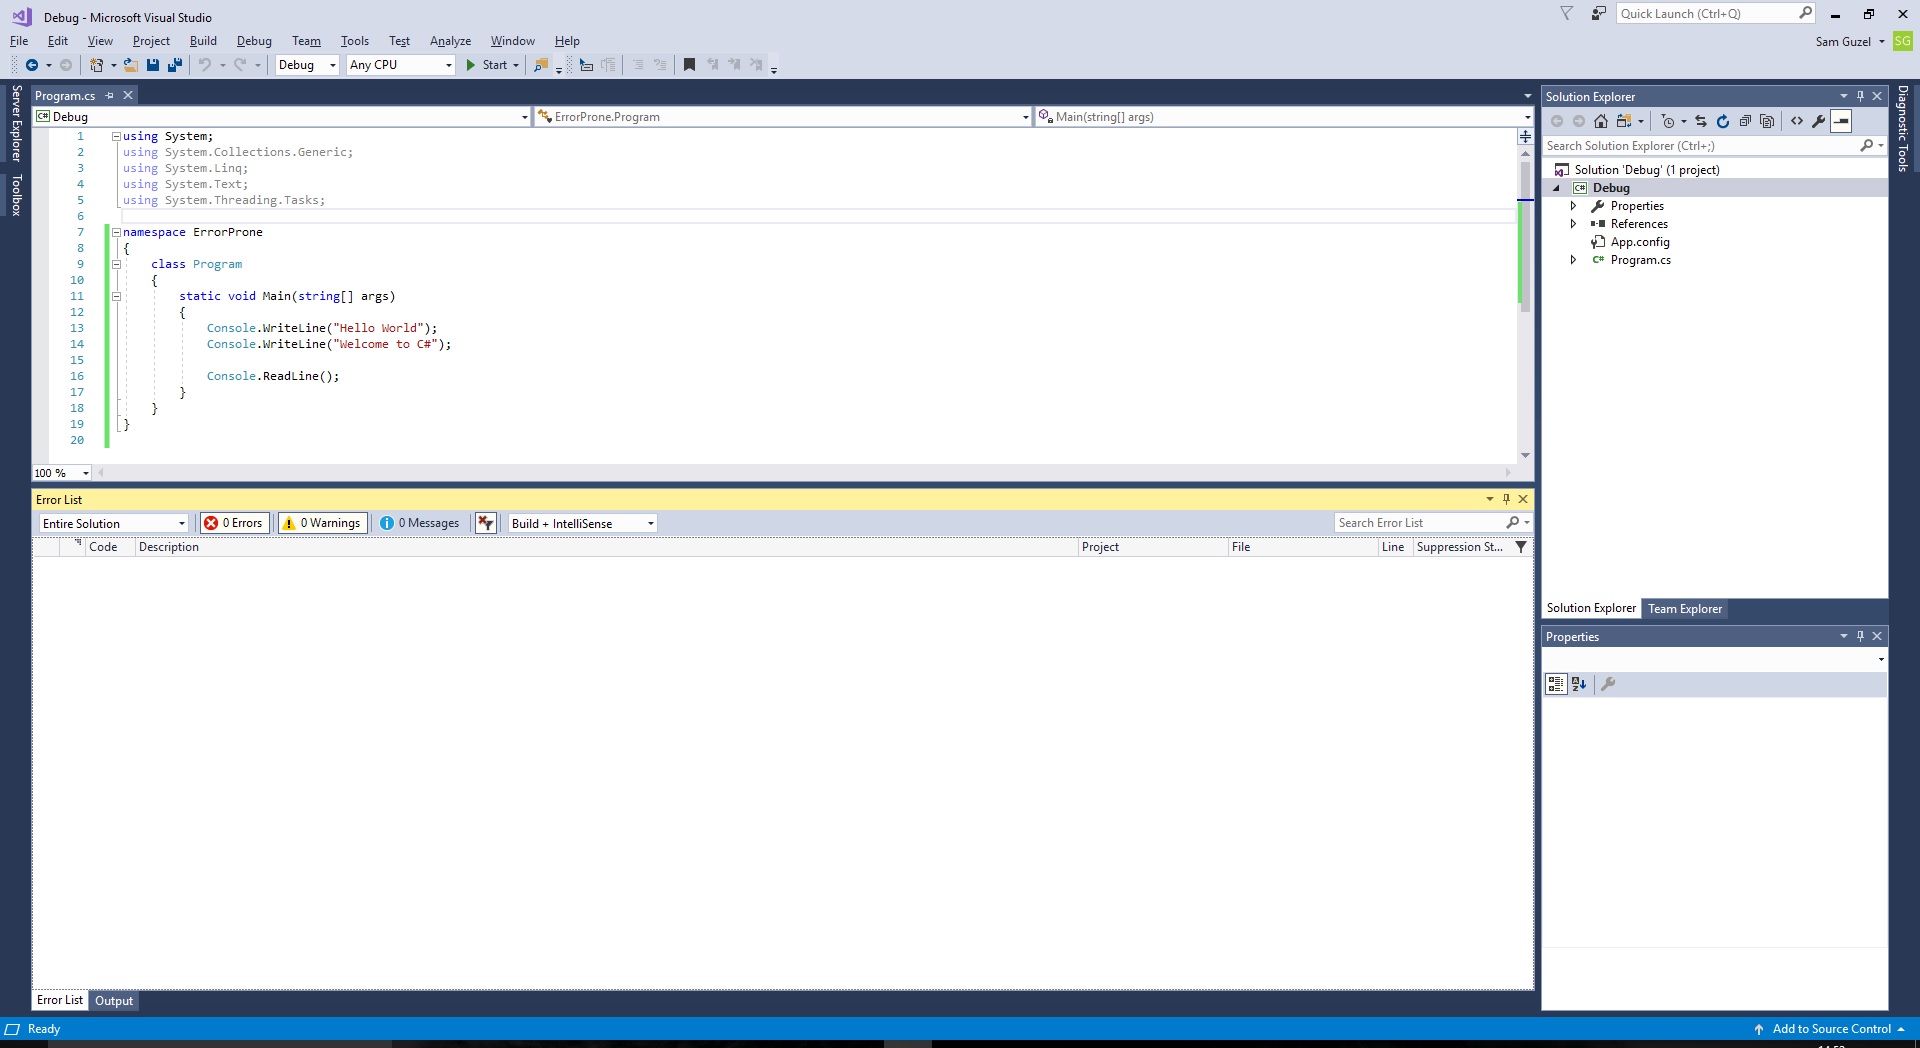 Debug - Microsoft Visual Studio
Quick Launch (Ctrl+Q)
File Edit View Project Build Debug Team Tools Test Analyze Window Help
Sam Guzel SG
Debug Any CPU Start
Server Explorer
Toolbox
Program.cs
Debug ErrorProne.Program Main(string[] args)
1 using System;
2 using System.Collections.Generic;
3 using System.Linq;
4 using System.Text;
5 using System.Threading.Tasks;
6
7 namespace ErrorProne
8 {
9 class Program
10 {
11 static void Main(string[] args)
12 {
13 Console.WriteLine("Hello World");
14 Console.WriteLine("Welcome to C#");
15
16 Console.ReadLine();
17 }
18 }
19 }
20
100 %
Error List
Entire Solution 0 Errors 0 Warnings 0 Messages Build + IntelliSense Search Error List
Code Description Project File Line Suppression St...
Error List Output
Solution Explorer
Search Solution Explorer (Ctrl+;)
Solution 'Debug' (1 project)
C# Debug
Properties
References
App.config
C# Program.cs
Solution Explorer Team Explorer
Properties
Diagnostic Tools
Ready
Add to Source Control